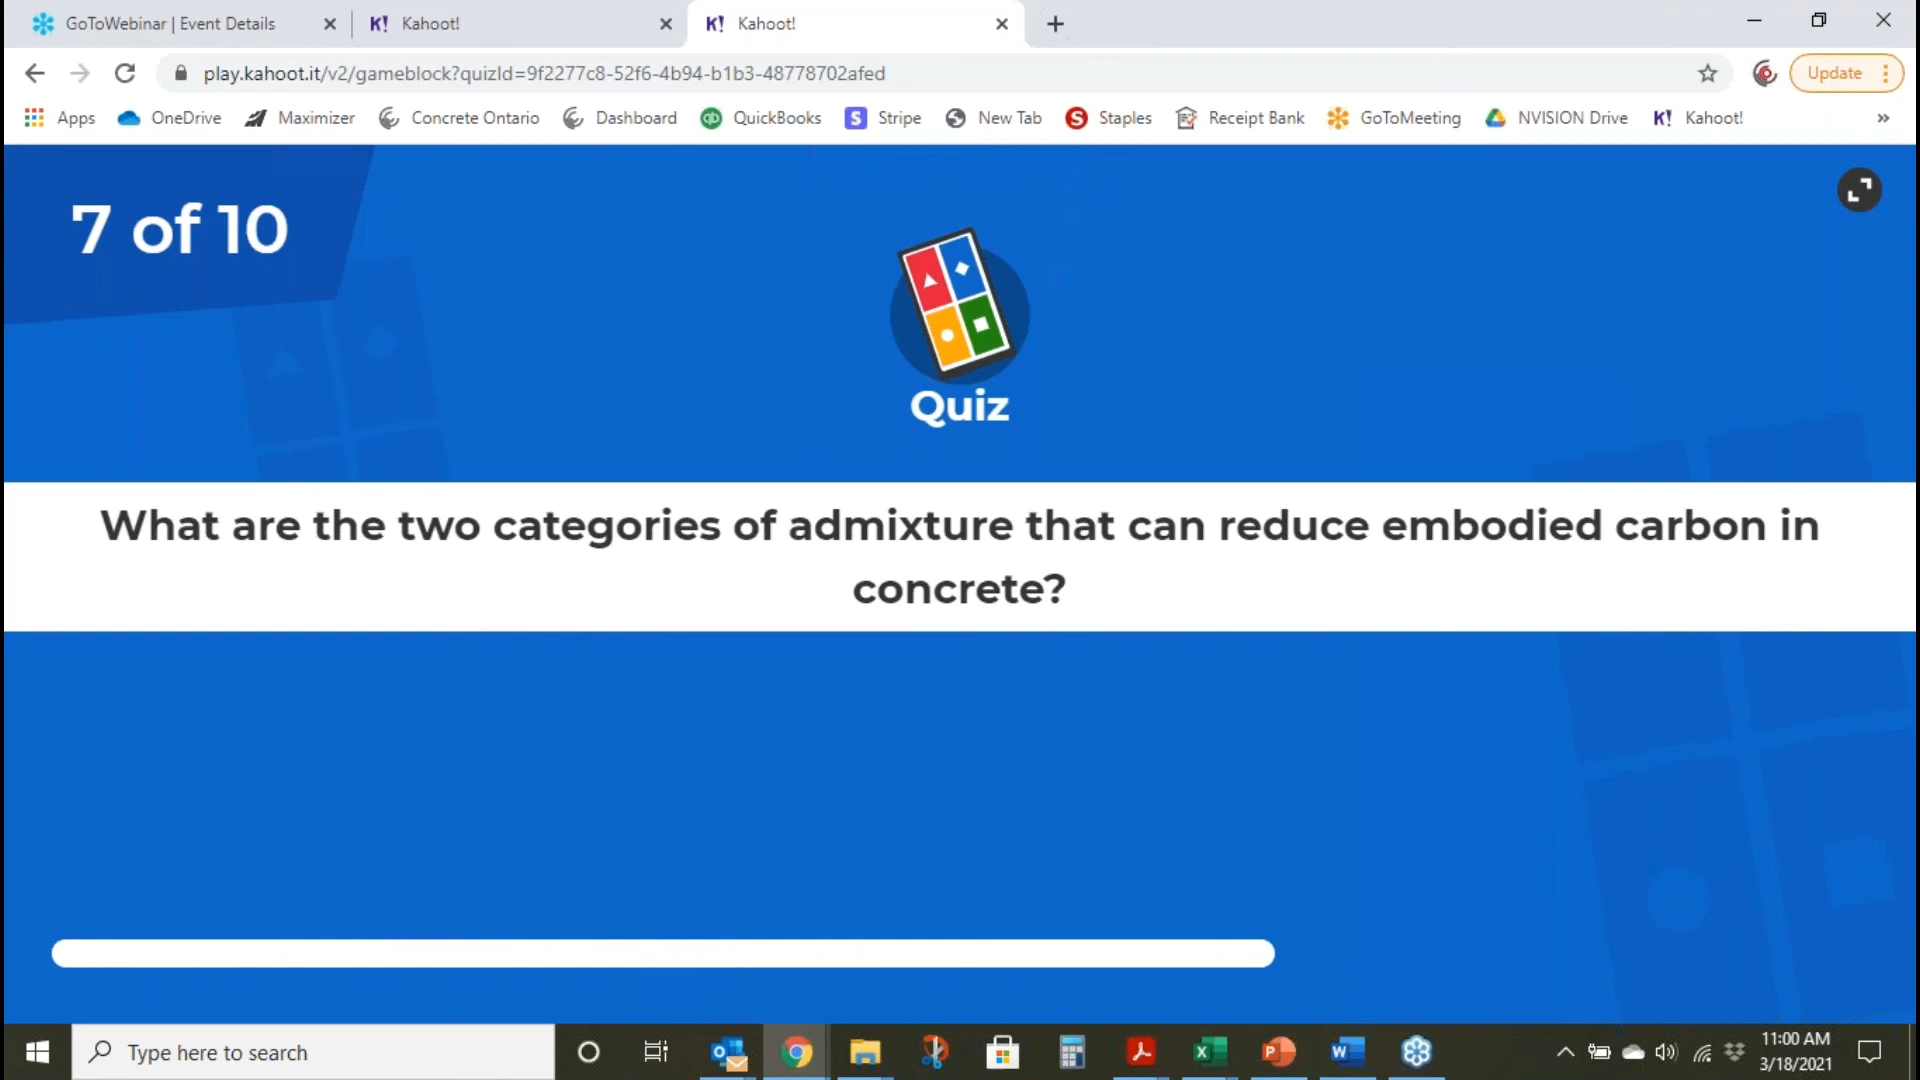 GoToWebinar | Event Details
K! Kahoot!
K! Kahoot!
play.kahoot.it/v2/gameblock?quizId=9f2277c8-52f6-4b94-b1b3-48778702afed
Update
Apps OneDrive Maximizer Concrete Ontario Dashboard qb QuickBooks S Stripe New Tab S Staples Receipt Bank GoToMeeting NVISION Drive K! Kahoot! »
7 of 10
Quiz
What are the two categories of admixture that can reduce embodied carbon in
concrete?
Type here to search
11:00 AM
3/18/2021